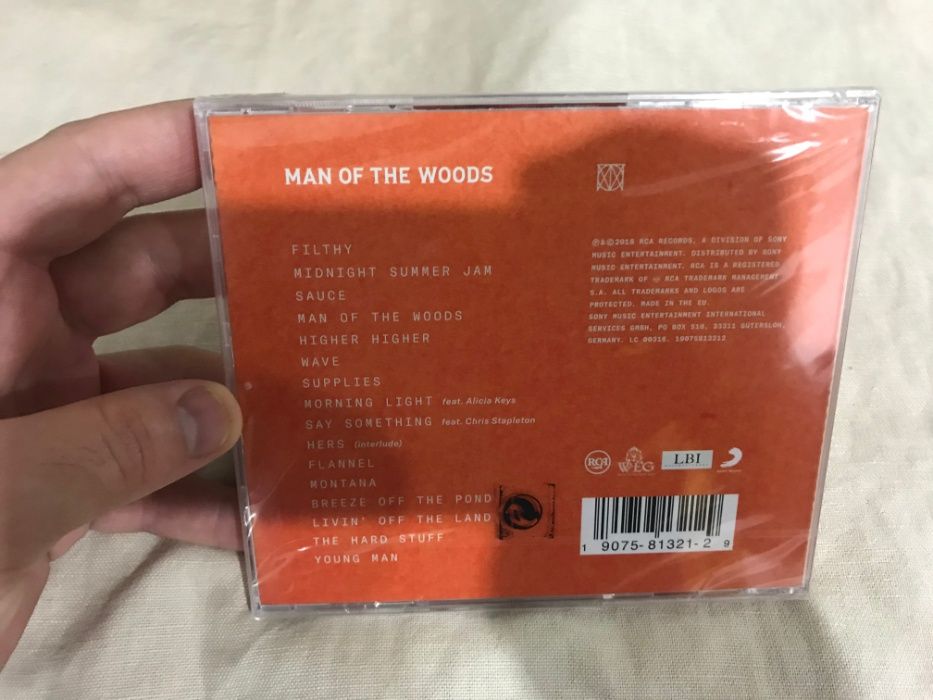 MAN OF THE WOODS
FILTHY
MIDNIGHT SUMMER JAM
SAUCE
MAN OF THE WOODS
HIGHER HIGHER
WAVE
SUPPLIES
MORNING LIGHT feat. Alicia Keys
SAY SOMETHING feat. Chris Stapleton
HERS (interlude)
FLANNEL
MONTANA
BREEZE OFF THE POND
LIVIN' OFF THE LAND
THE HARD STUFF
YOUNG MAN
℗&©2018 RCA RECORDS, A DIVISION OF SONY
MUSIC ENTERTAINMENT. DISTRIBUTED BY SONY
MUSIC ENTERTAINMENT. RCA IS A REGISTERED
TRADEMARK OF RCA TRADEMARK MANAGEMENT
S.A. ALL TRADEMARKS AND LOGOS ARE
PROTECTED. MADE IN THE EU.
SONY MUSIC ENTERTAINMENT INTERNATIONAL
SERVICES GMBH, PO BOX 510, 33311 GÜTERSLOH,
GERMANY. LC 00316. 19075813212
RCA WEG LBI
1 9075-81321-2 9